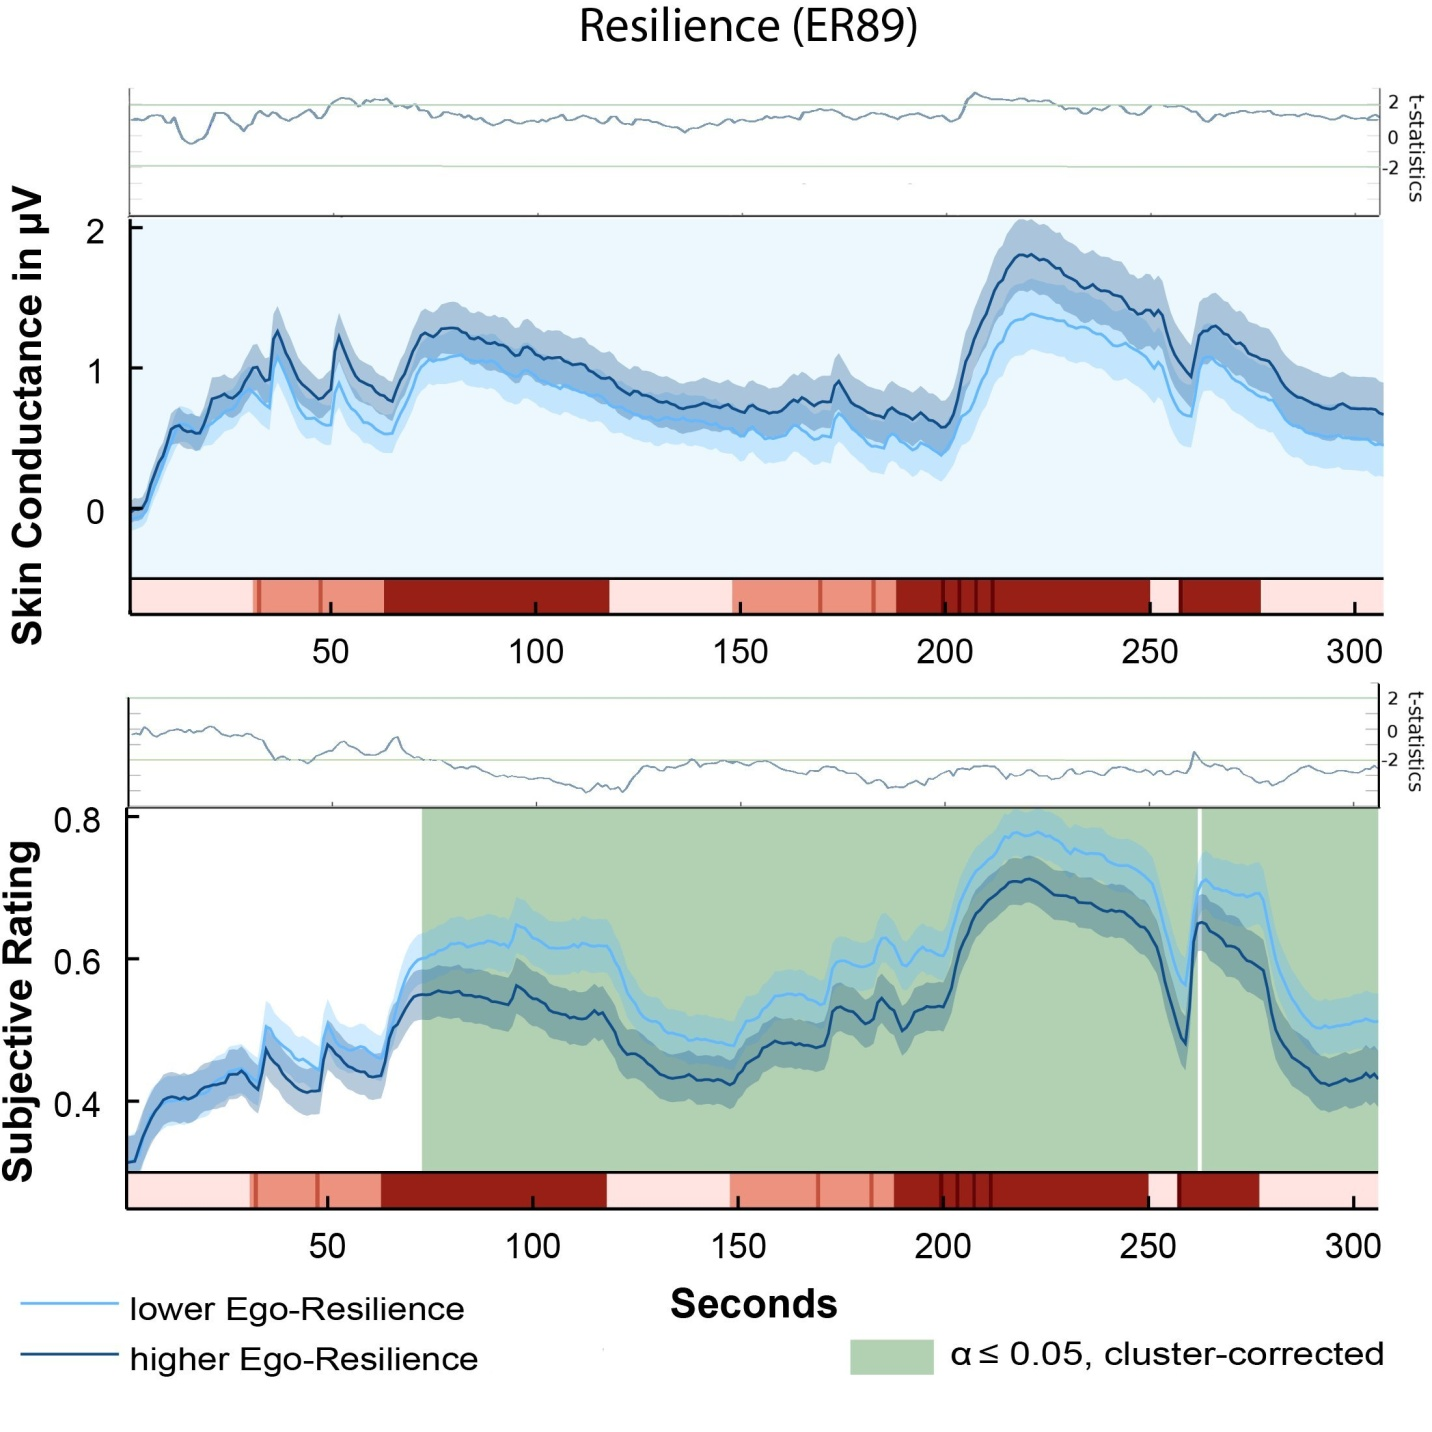 Resilience (ER89)
2
0
-2
t-statistics
Skin Conductance in µV
2
1
0
50 100 150 200 250 300
2
0
-2
t-statistics
Subjective Rating
0.8
0.6
0.4
50 100 150 200 250 300
Seconds
lower Ego-Resilience
higher Ego-Resilience
α ≤ 0.05, cluster-corrected